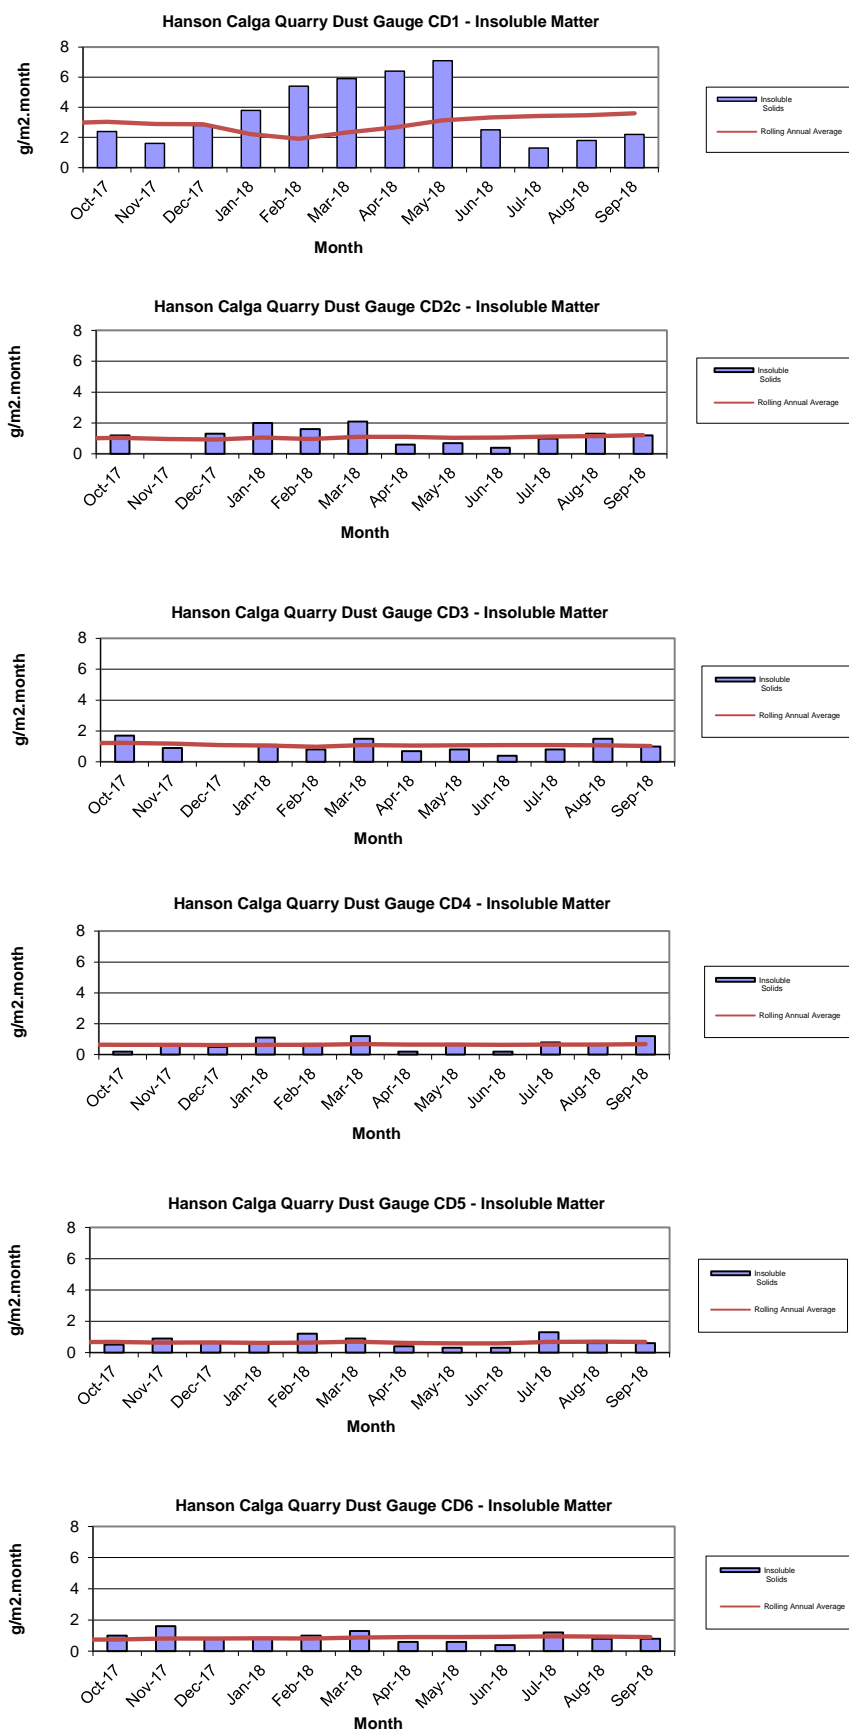 Hanson Calga Quarry Dust Gauge CD1 - Insoluble Matter
8
6
4
2
0
g/m2.month
Oct-17
Nov-17
Dec-17
Jan-18
Feb-18
Mar-18
Apr-18
May-18
Jun-18
Jul-18
Aug-18
Sep-18
Month
Insoluble
Solids
Rolling Annual Average
Hanson Calga Quarry Dust Gauge CD2c - Insoluble Matter
8
6
4
2
0
g/m2.month
Oct-17
Nov-17
Dec-17
Jan-18
Feb-18
Mar-18
Apr-18
May-18
Jun-18
Jul-18
Aug-18
Sep-18
Month
Insoluble
Solids
Rolling Annual Average
Hanson Calga Quarry Dust Gauge CD3 - Insoluble Matter
8
6
4
2
0
g/m2.month
Oct-17
Nov-17
Dec-17
Jan-18
Feb-18
Mar-18
Apr-18
May-18
Jun-18
Jul-18
Aug-18
Sep-18
Month
Insoluble
Solids
Rolling Annual Average
Hanson Calga Quarry Dust Gauge CD4 - Insoluble Matter
8
6
4
2
0
g/m2.month
Oct-17
Nov-17
Dec-17
Jan-18
Feb-18
Mar-18
Apr-18
May-18
Jun-18
Jul-18
Aug-18
Sep-18
Month
Insoluble
Solids
Rolling Annual Average
Hanson Calga Quarry Dust Gauge CD5 - Insoluble Matter
8
6
4
2
0
g/m2.month
Oct-17
Nov-17
Dec-17
Jan-18
Feb-18
Mar-18
Apr-18
May-18
Jun-18
Jul-18
Aug-18
Sep-18
Month
Insoluble
Solids
Rolling Annual Average
Hanson Calga Quarry Dust Gauge CD6 - Insoluble Matter
8
6
4
2
0
g/m2.month
Oct-17
Nov-17
Dec-17
Jan-18
Feb-18
Mar-18
Apr-18
May-18
Jun-18
Jul-18
Aug-18
Sep-18
Month
Insoluble
Solids
Rolling Annual Average